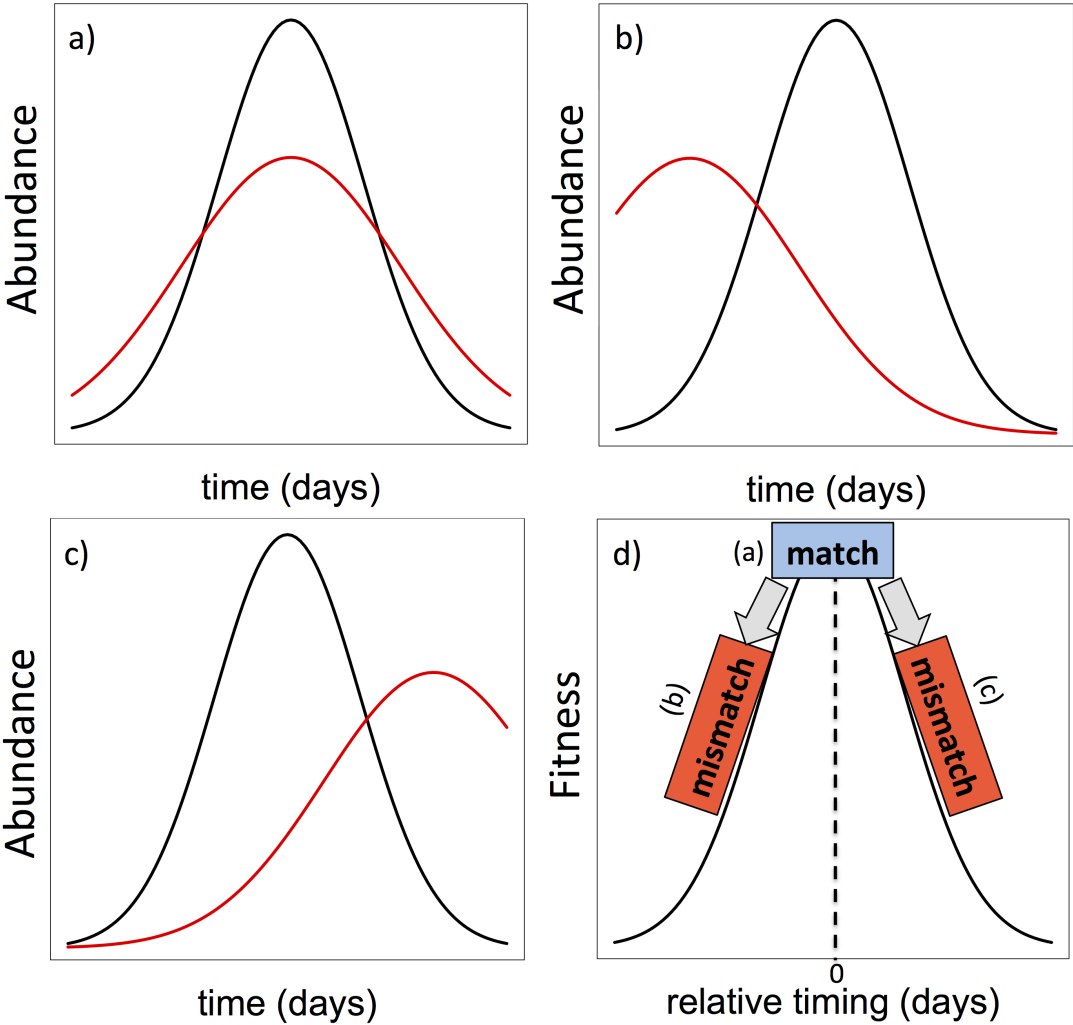 a)
Abundance
time (days)
b)
Abundance
time (days)
c)
Abundance
time (days)
d)
(a)
match
(b)
mismatch
mismatch
(c)
Fitness
0
relative timing (days)